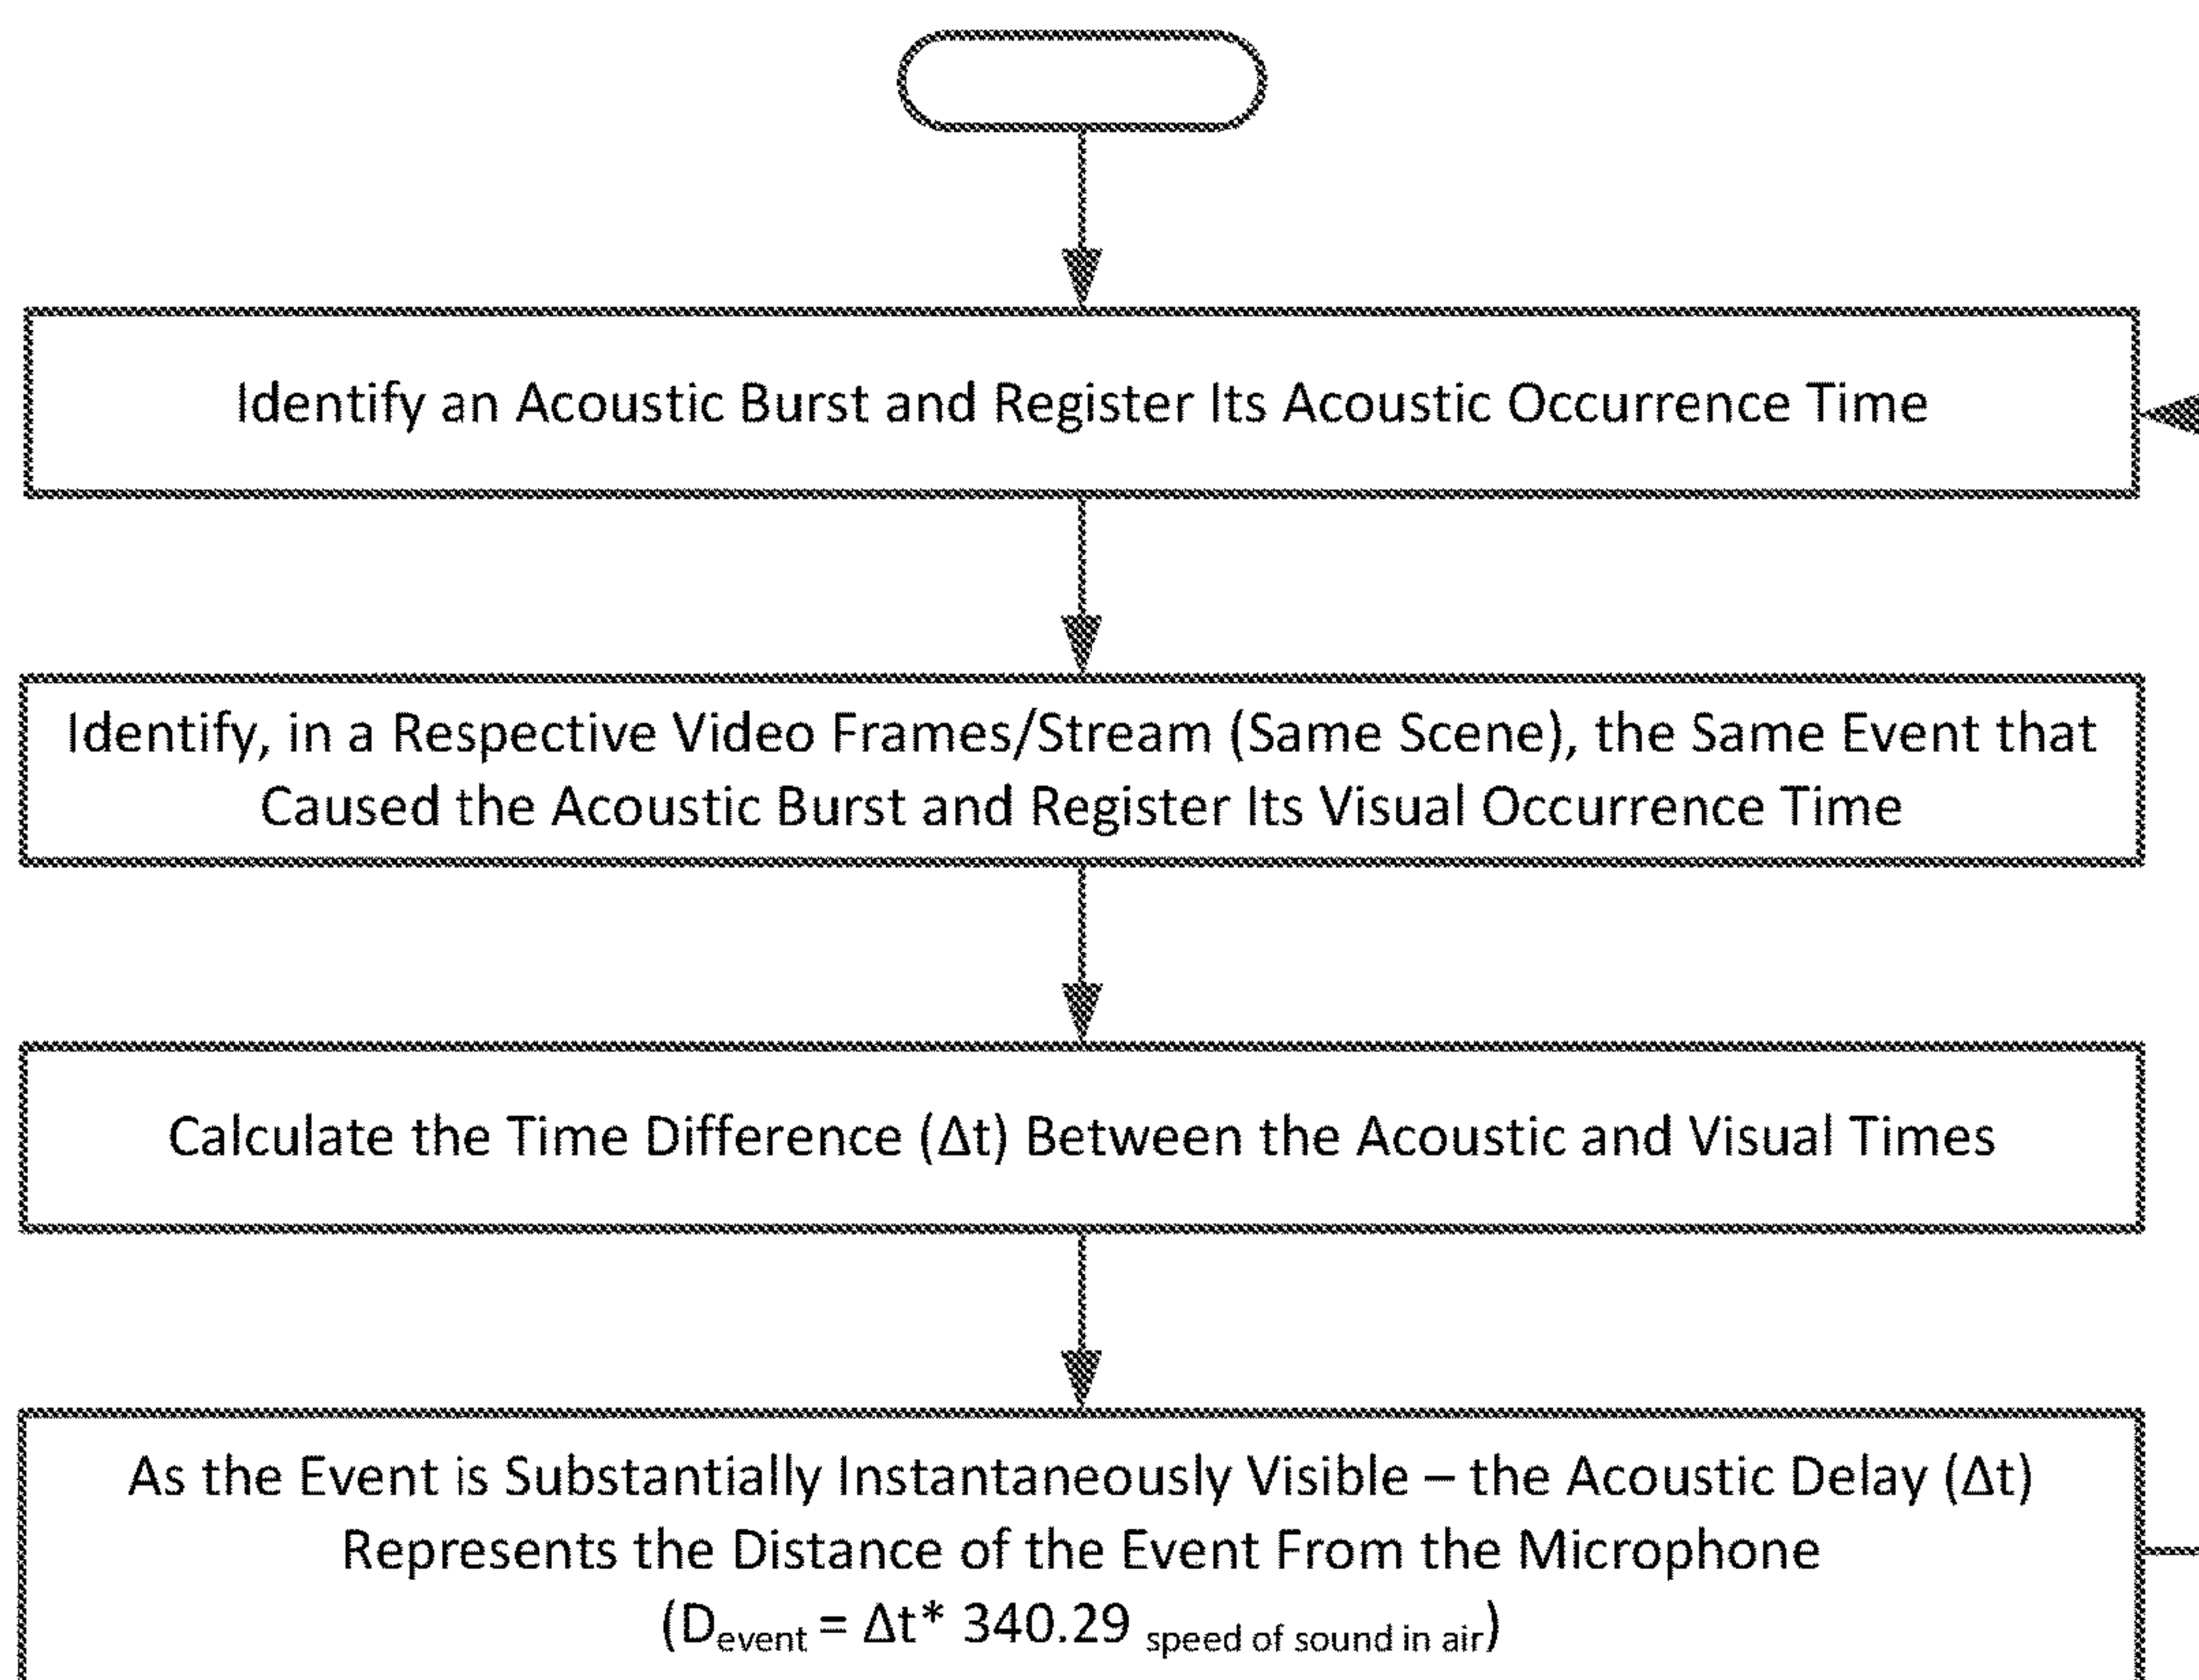 Identify an Acoustic Burst and Register Its Acoustic Occurrence Time
Identify, in a Respective Video Frames/Stream (Same Scene), the Same Event that
Caused the Acoustic Burst and Register Its Visual Occurrence Time
Calculate the Time Difference (Δt) Between the Acoustic and Visual Times
As the Event is Substantially Instantaneously Visible – the Acoustic Delay (Δt)
Represents the Distance of the Event From the Microphone
(Devent = Δt* 340.29 speed of sound in air)